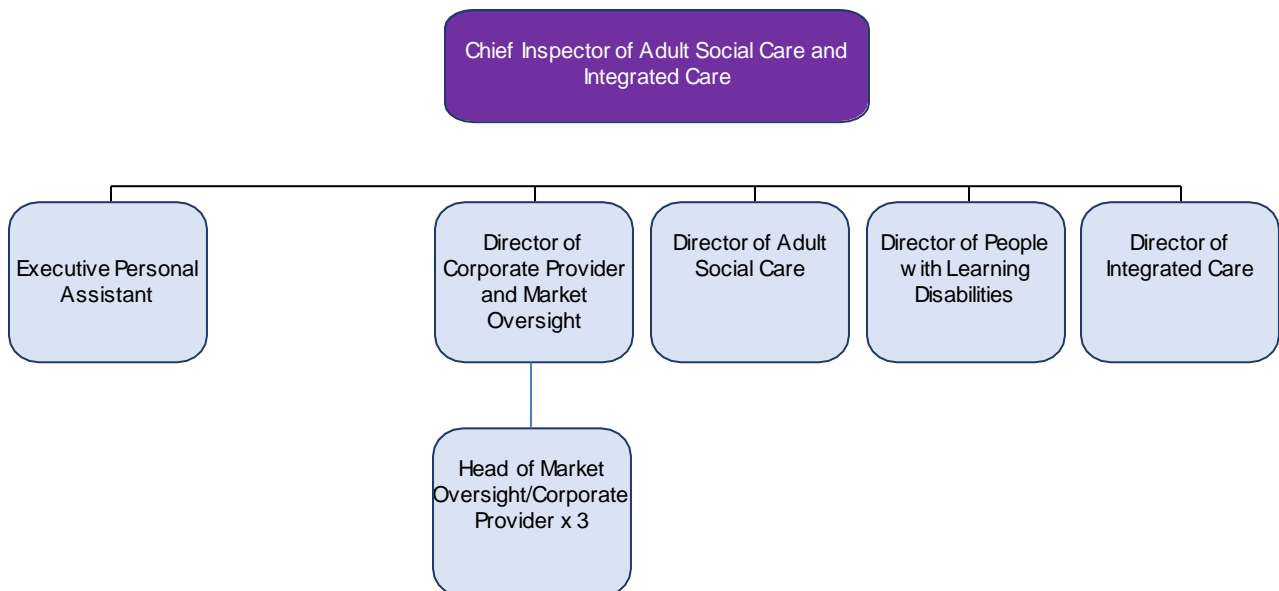 Chief Inspector of Adult Social Care and
Integrated Care
Executive Personal
Assistant
Director of
Corporate Provider
and Market
Oversight
Director of Adult
Social Care
Director of People
with Learning
Disabilities
Director of
Integrated Care
Head of Market
Oversight/Corporate
Provider x 3